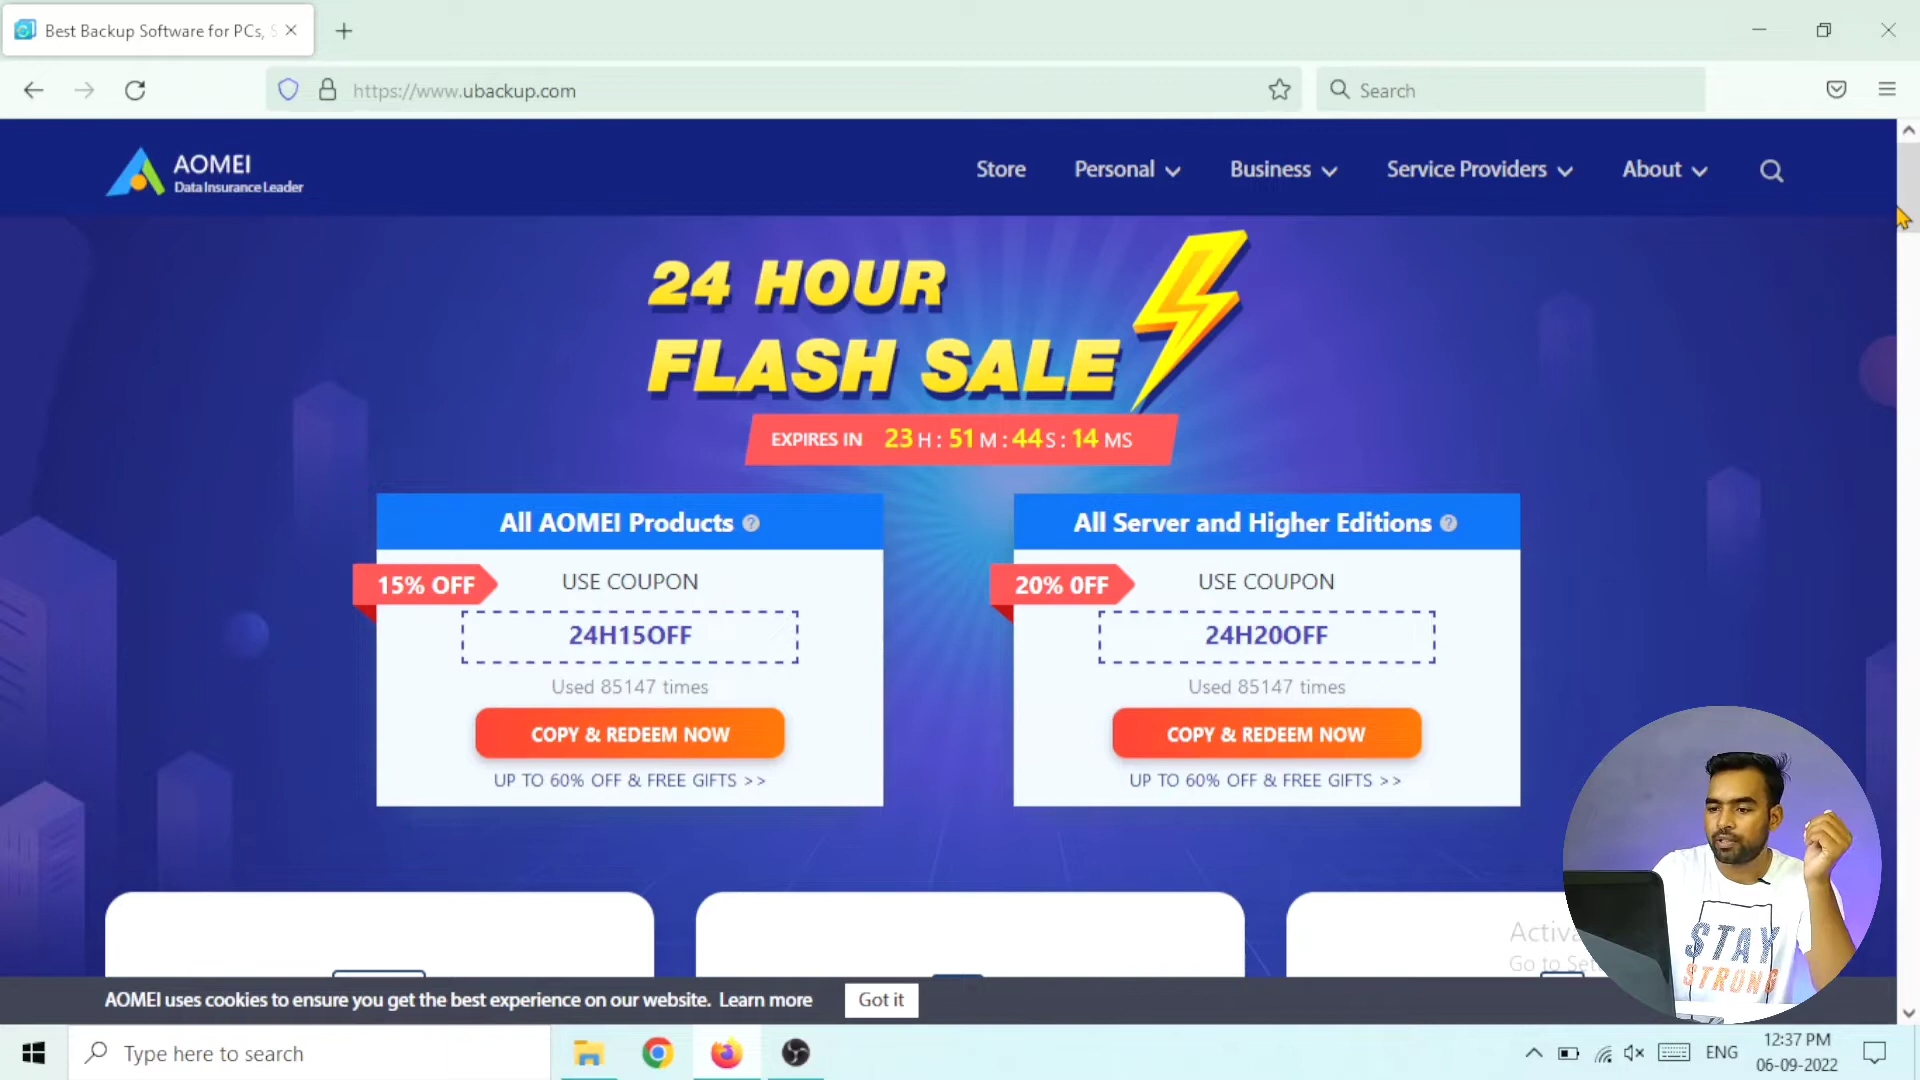 Best Backup Software for PCs, S
https://www.ubackup.com
Search
AOMEI
Data Insurance Leader
Store
Personal
Business
Service Providers
About
24 HOUR
FLASH SALE
EXPIRES IN 23 H : 51 M : 44 S : 14 MS
All AOMEI Products ?
15% OFF
USE COUPON
24H15OFF
Used 85147 times
COPY & REDEEM NOW
UP TO 60% OFF & FREE GIFTS >>
All Server and Higher Editions ?
20% 0FF
USE COUPON
24H20OFF
Used 85147 times
COPY & REDEEM NOW
UP TO 60% OFF & FREE GIFTS >>
Activa
Go to Set
STAY
STRONG
AOMEI uses cookies to ensure you get the best experience on our website. Learn more
Got it
Type here to search
ENG
12:37 PM
06-09-2022